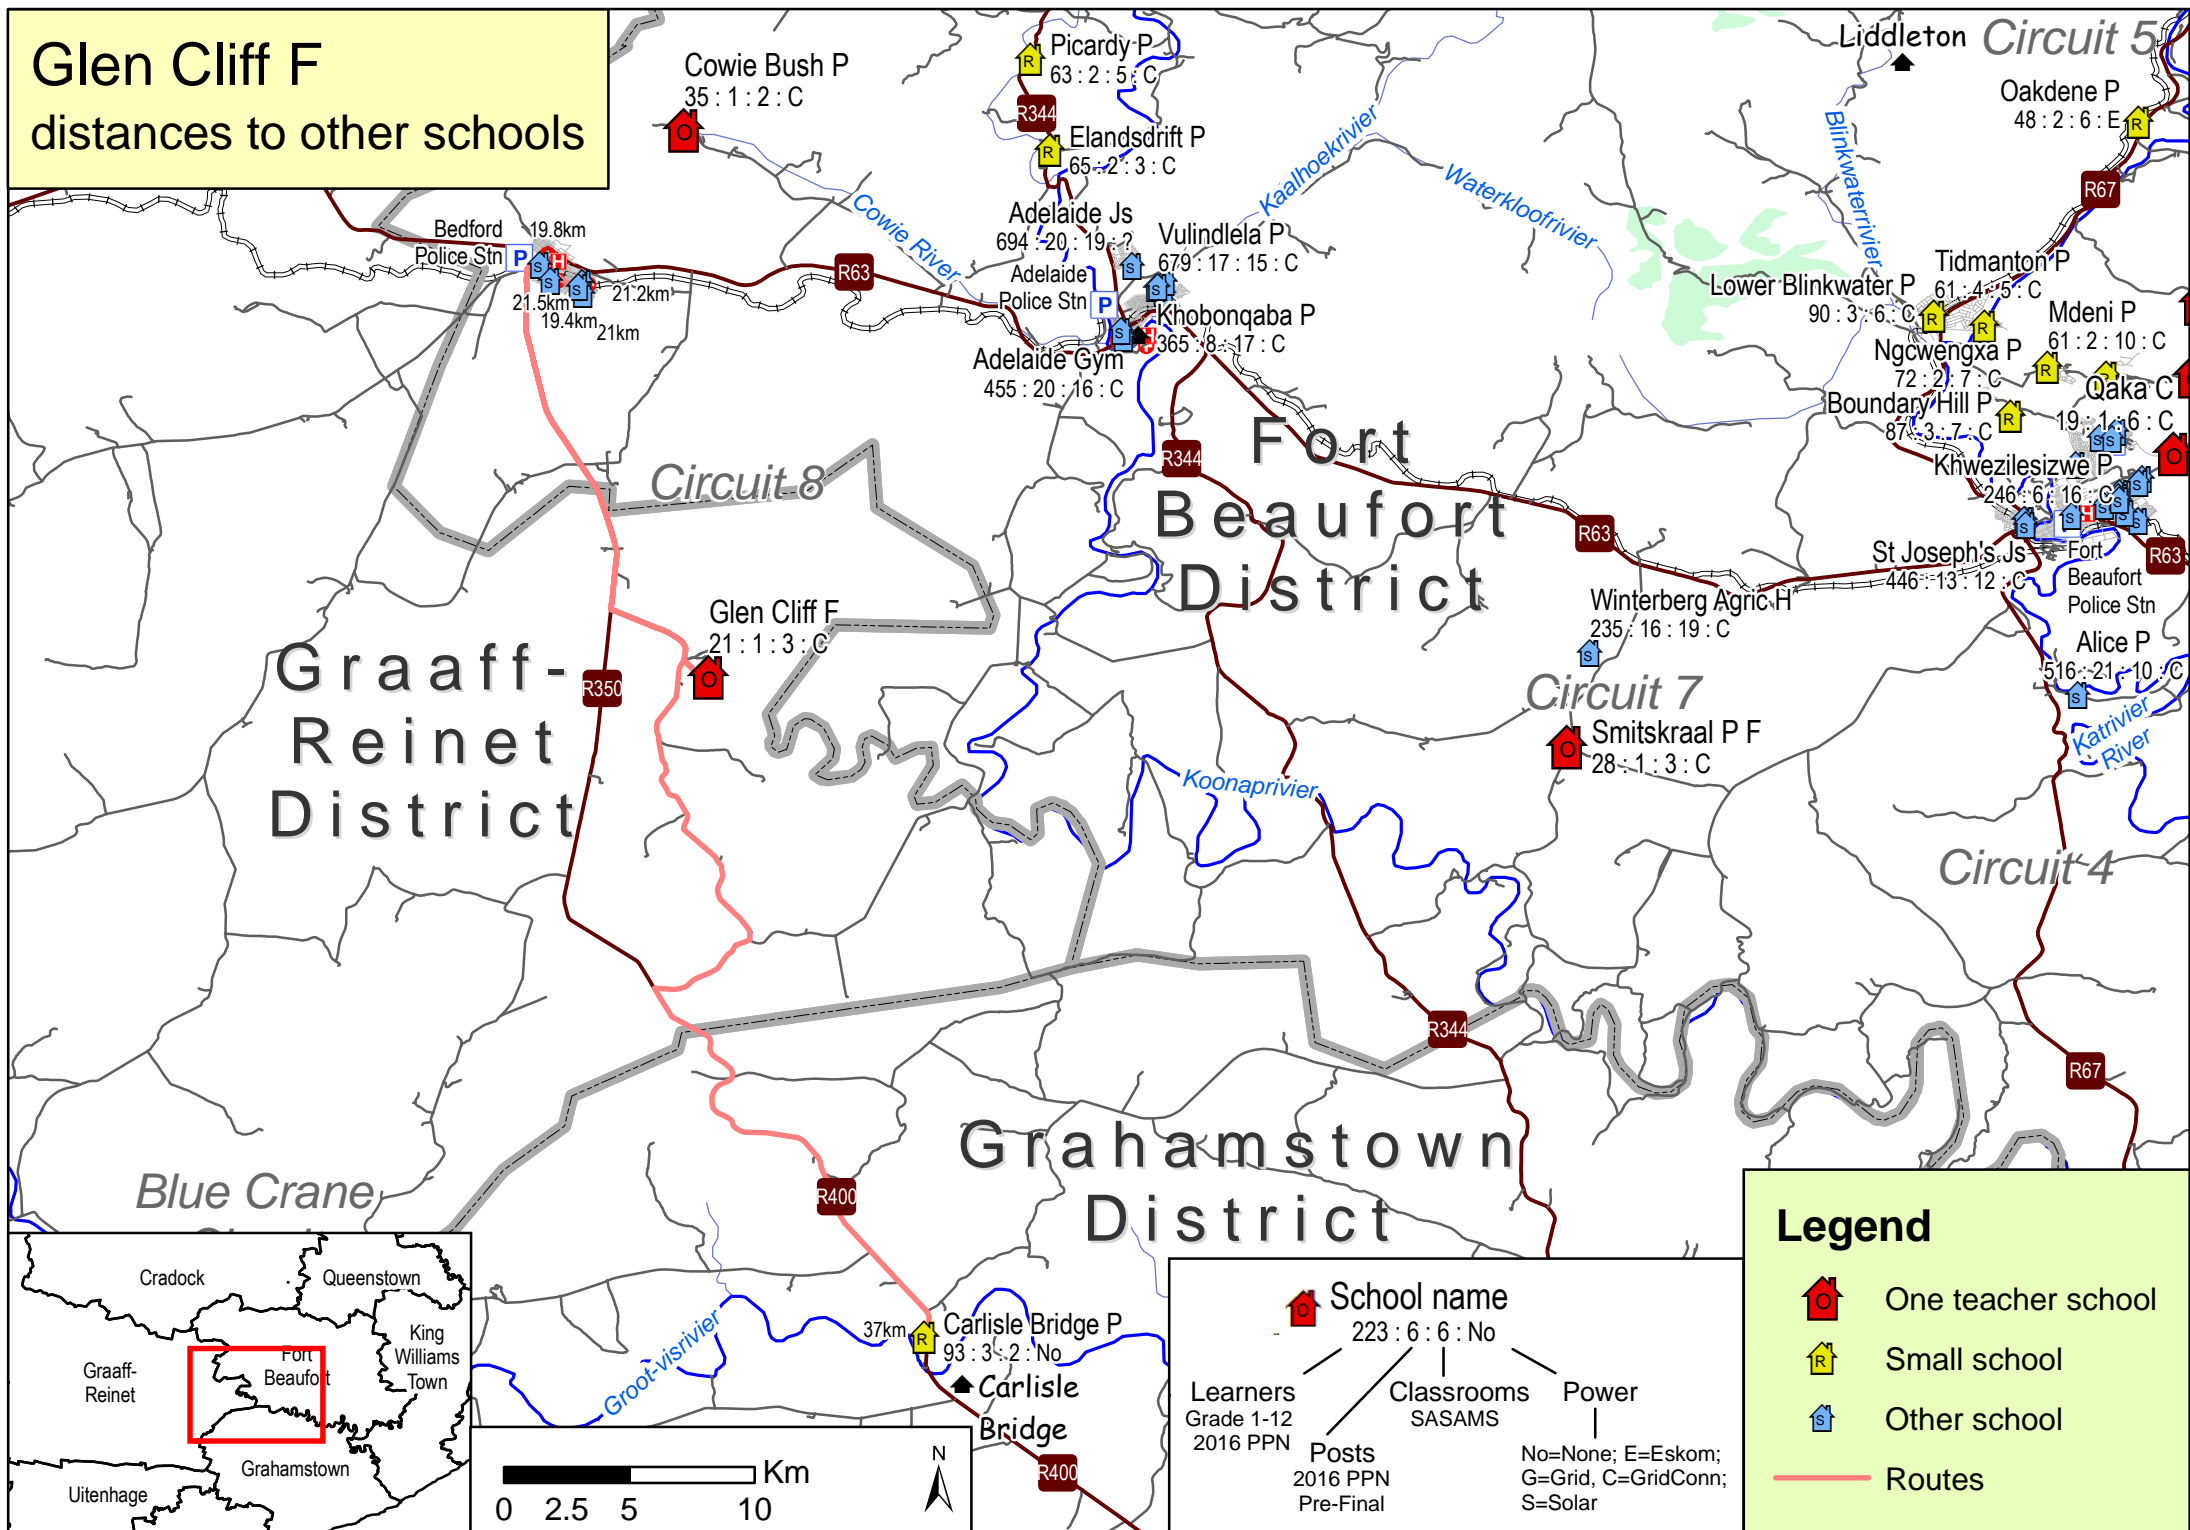 Glen Cliff F
distances to other schools
Cowie Bush P
35 : 1 : 2 : C
Picardy P
63 : 2 : 5 : C
R344
Elandsdrift P
65 : 2 : 3 : C
Liddleton
Circuit 5
Oakdene P
48 : 2 : 6 : E
R67
Kaalhoekrivier
Waterkloofrivier
Blinkwaterrivier
Cowie River
Bedford
Police Stn
P
19.8km
H
21.5km
21.2km
19.4km
21km
R63
Adelaide Js
694 : 20 : 19 : ?
Vulindlela P
679 : 17 : 15 : C
Adelaide
Police Stn
P
Khobonqaba P
365 : 8 : 17 : C
Adelaide Gym
455 : 20 : 16 : C
Tidmanton P
61 : 4 : 5 : C
Lower Blinkwater P
90 : 3 : 6 : C
Mdeni P
61 : 2 : 10 : C
Ngcwengxa P
72 : 2 : 7 : C
Qaka C
19 : 1 : 6 : C
Boundary Hill P
87 : 3 : 7 : C
Khwezilesizwe P
246 : 6 : 16 : C
H
R63
St Joseph's Js
446 : 13 : 12 : C
Fort
Beaufort
Police Stn
Alice P
516 : 21 : 10 : C
Katrivier
River
Circuit 8
R344
Fort
Beaufort
District
R63
Winterberg Agric H
235 : 16 : 19 : C
Circuit 7
Smitskraal P F
28 : 1 : 3 : C
Glen Cliff F
21 : 1 : 3 : C
Graaff-
Reinet
District
R350
Koonaprivier
Circuit 4
R344
R67
Grahamstown
District
Blue Crane
R400
Groot-visrivier
37km
Carlisle Bridge P
93 : 3 : 2 : No
Carlisle
Bridge
R400
Cradock
Queenstown
King
Williams
Town
Fort
Beaufort
Graaff-
Reinet
Grahamstown
Uitenhage
Km
0 2.5 5 10
N
School name
223 : 6 : 6 : No
Learners
Grade 1-12
2016 PPN
Posts
2016 PPN
Pre-Final
Classrooms
SASAMS
Power
No=None; E=Eskom;
G=Grid, C=GridConn;
S=Solar
Legend
O One teacher school
R Small school
S Other school
Routes